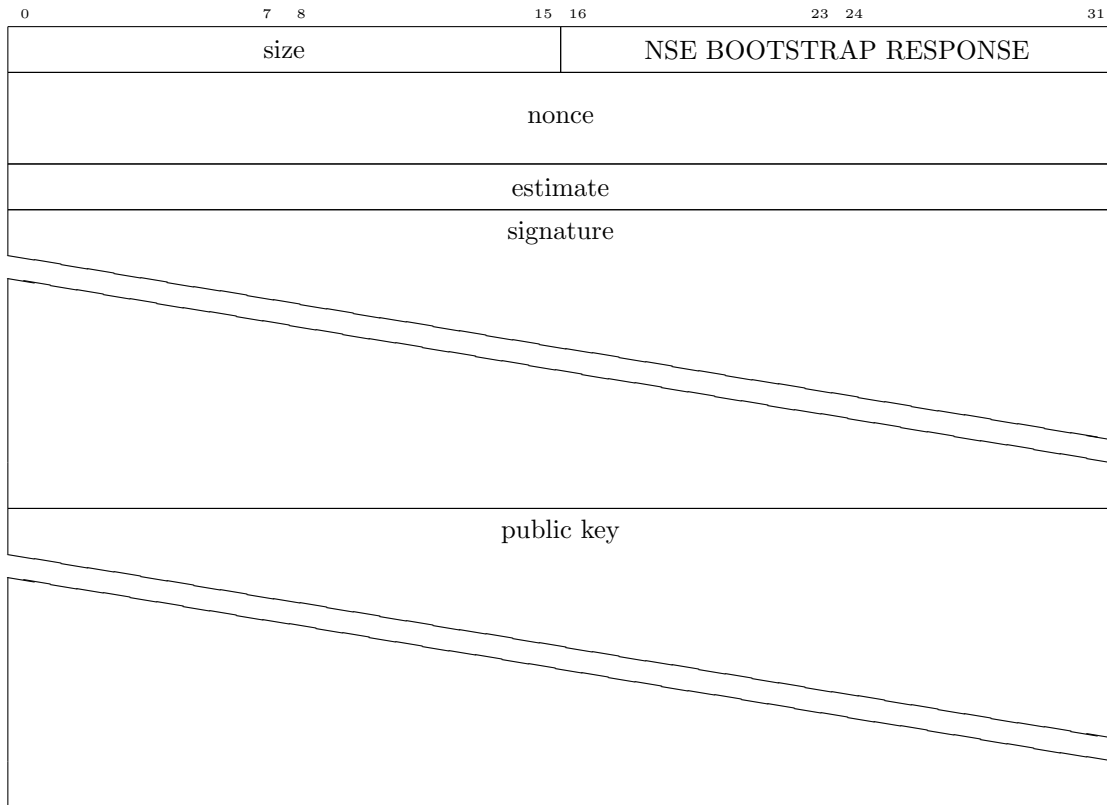 0 7 8 15 16 23 24 31
size NSE BOOTSTRAP RESPONSE
nonce
estimate
signature
public key